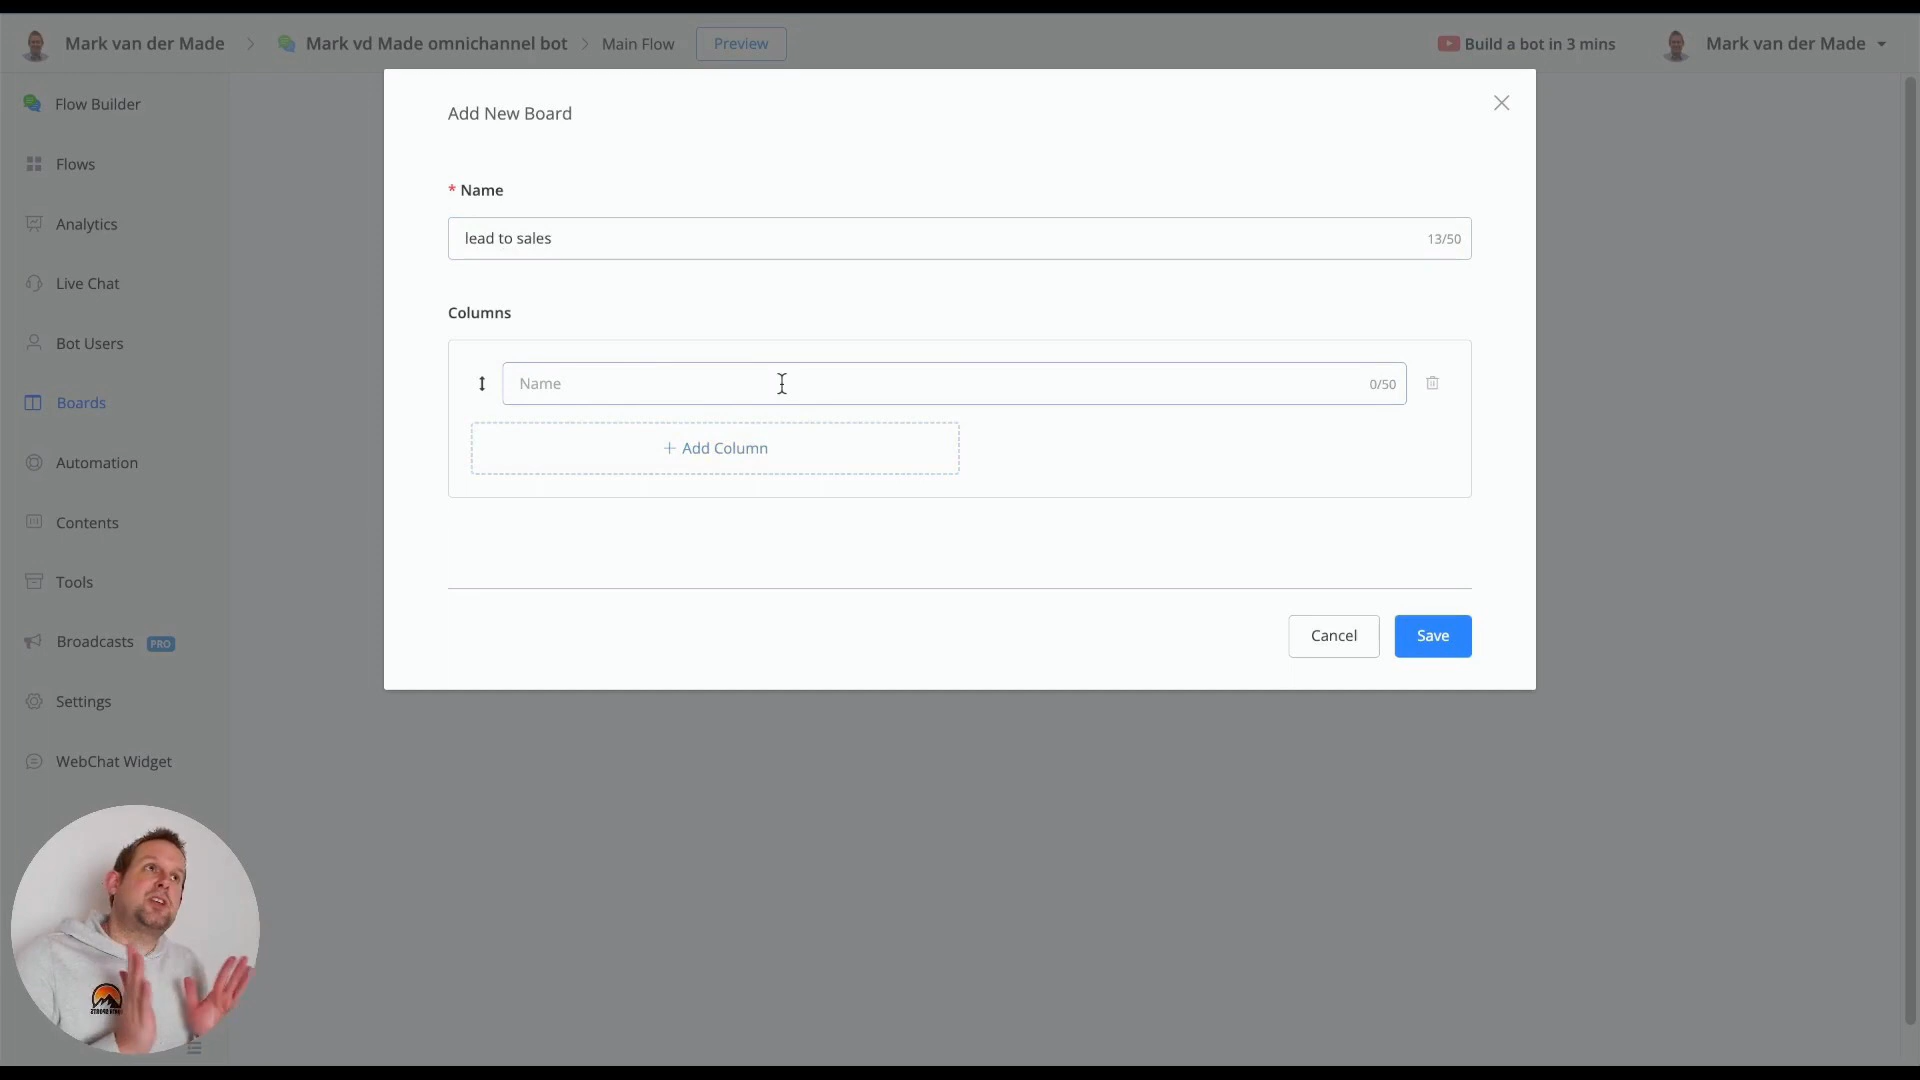 Mark van der Made > Mark vd Made omnichannel bot > Main Flow Preview Build a bot in 3 mins Mark van der Made
Flow Builder
Flows
Analytics
Live Chat
Bot Users
Boards
Automation
Contents
Tools
Broadcasts PRO
Settings
WebChat Widget
Add New Board
* Name
lead to sales 13/50
Columns
Name 0/50
+ Add Column
Cancel Save